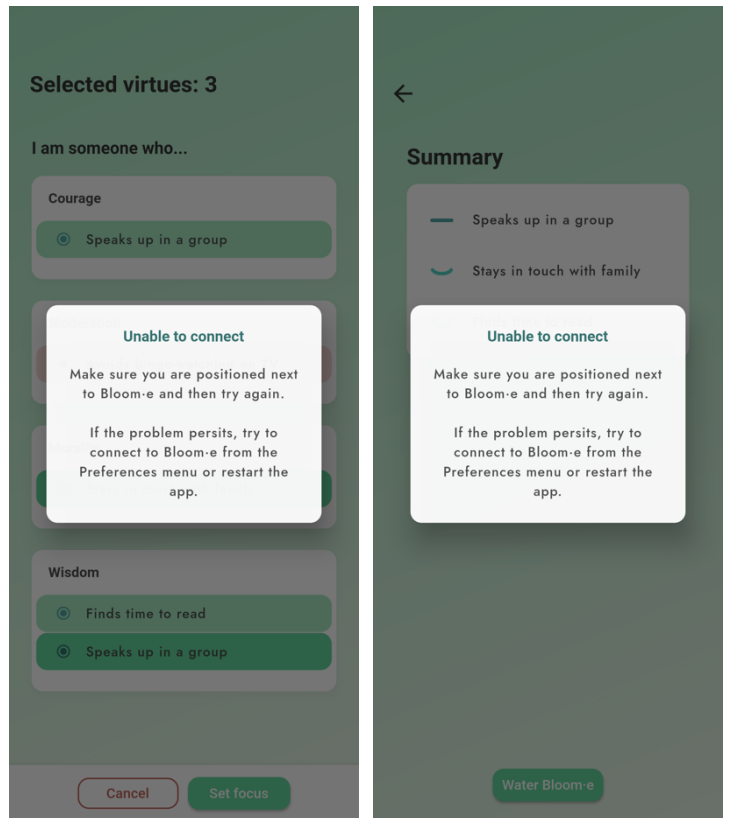 Selected virtues: 3
I am someone who...
Courage
Speaks up in a group
Unable to connect
Make sure you are positioned next
to Bloom·e and then try again.
If the problem persits, try to
connect to Bloom·e from the
Preferences menu or restart the
app.
Wisdom
Finds time to read
Speaks up in a group
Cancel
Set focus
Summary
Speaks up in a group
Stays in touch with family
Unable to connect
Make sure you are positioned next
to Bloom·e and then try again.
If the problem persits, try to
connect to Bloom·e from the
Preferences menu or restart the
app.
Water Bloom·e